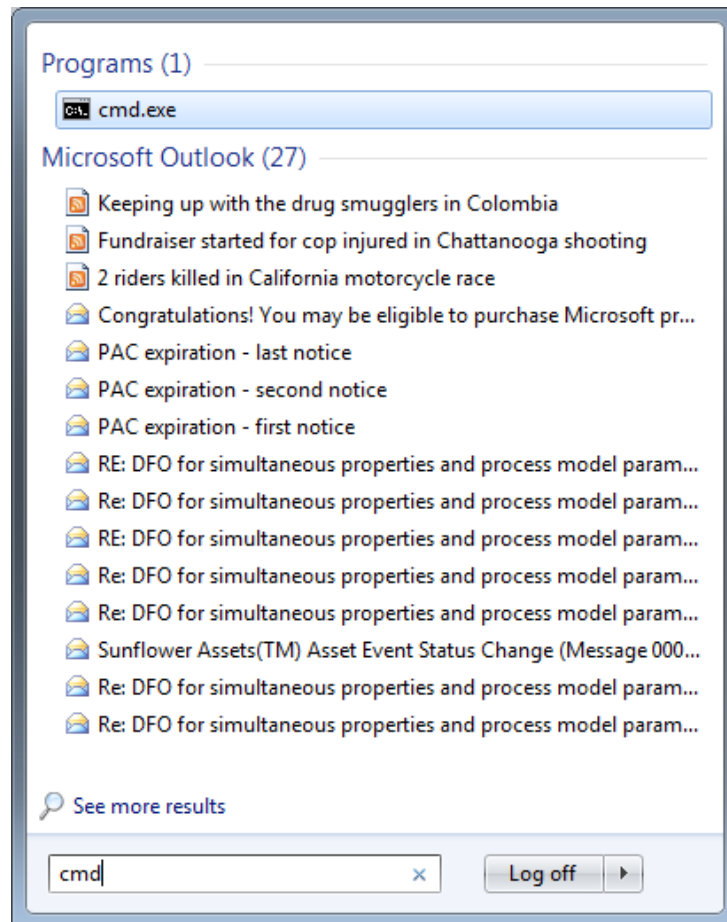 Programs (1)
cmd.exe
Microsoft Outlook (27)
Keeping up with the drug smugglers in Colombia
Fundraiser started for cop injured in Chattanooga shooting
2 riders killed in California motorcycle race
Congratulations! You may be eligible to purchase Microsoft pr...
PAC expiration - last notice
PAC expiration - second notice
PAC expiration - first notice
RE: DFO for simultaneous properties and process model param...
Re: DFO for simultaneous properties and process model param...
RE: DFO for simultaneous properties and process model param...
Re: DFO for simultaneous properties and process model param...
Re: DFO for simultaneous properties and process model param...
Sunflower Assets(TM) Asset Event Status Change (Message 000...
Re: DFO for simultaneous properties and process model param...
Re: DFO for simultaneous properties and process model param...
See more results
cmd Log off